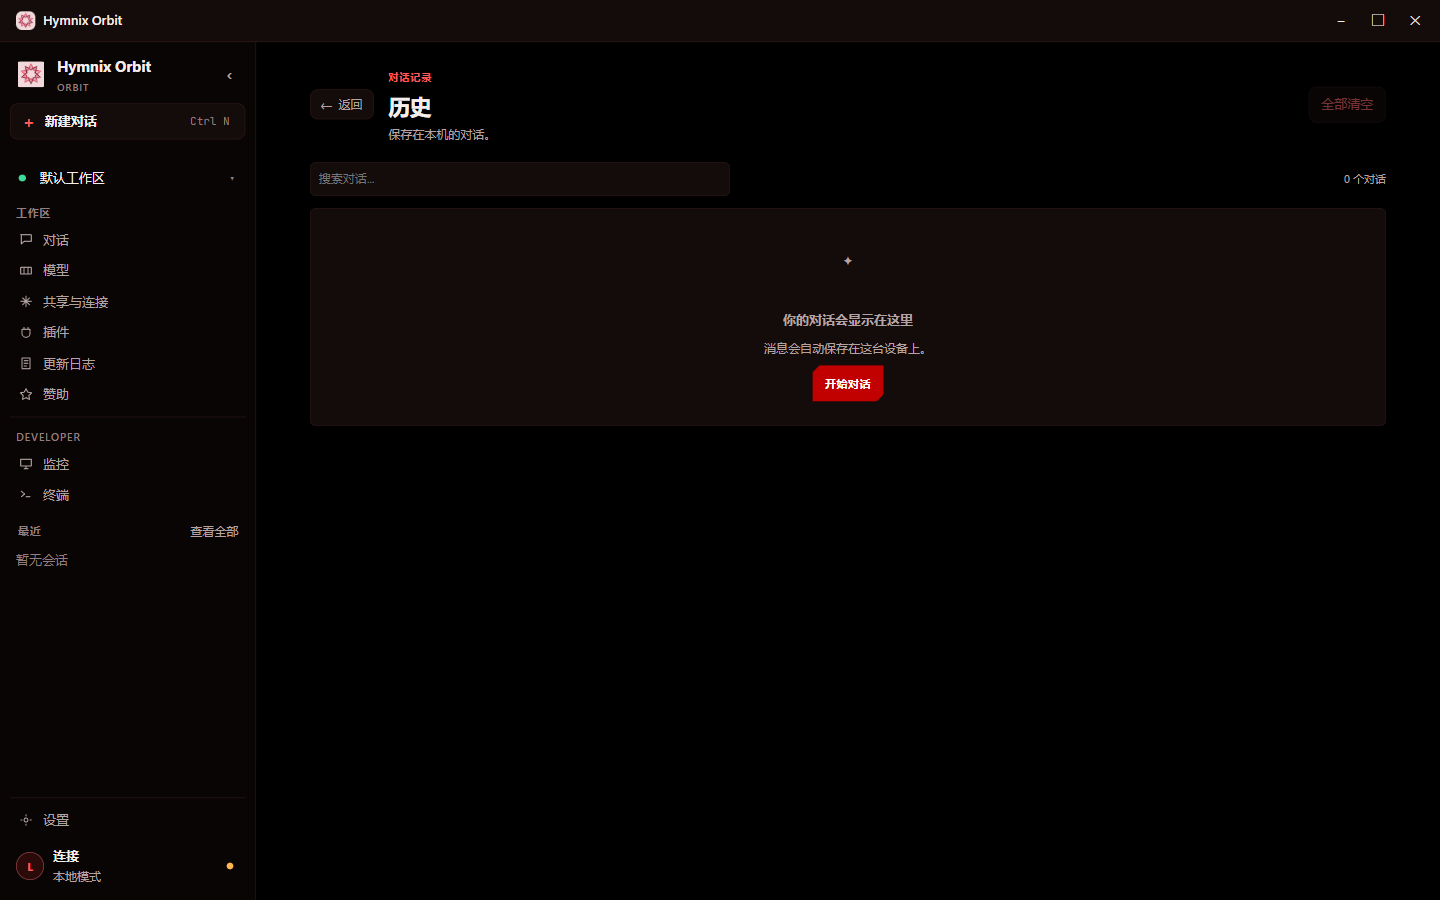 Hymnix Orbit
Hymnix Orbit
ORBIT
新建对话
Ctrl N
默认工作区
工作区
对话
模型
共享与连接
插件
更新日志
赞助
DEVELOPER
监控
终端
最近
查看全部
暂无会话
设置
L
连接
本地模式
← 返回
对话记录
历史
保存在本机的对话。
全部清空
搜索对话...
0 个对话
你的对话会显示在这里
消息会自动保存在这台设备上。
开始对话